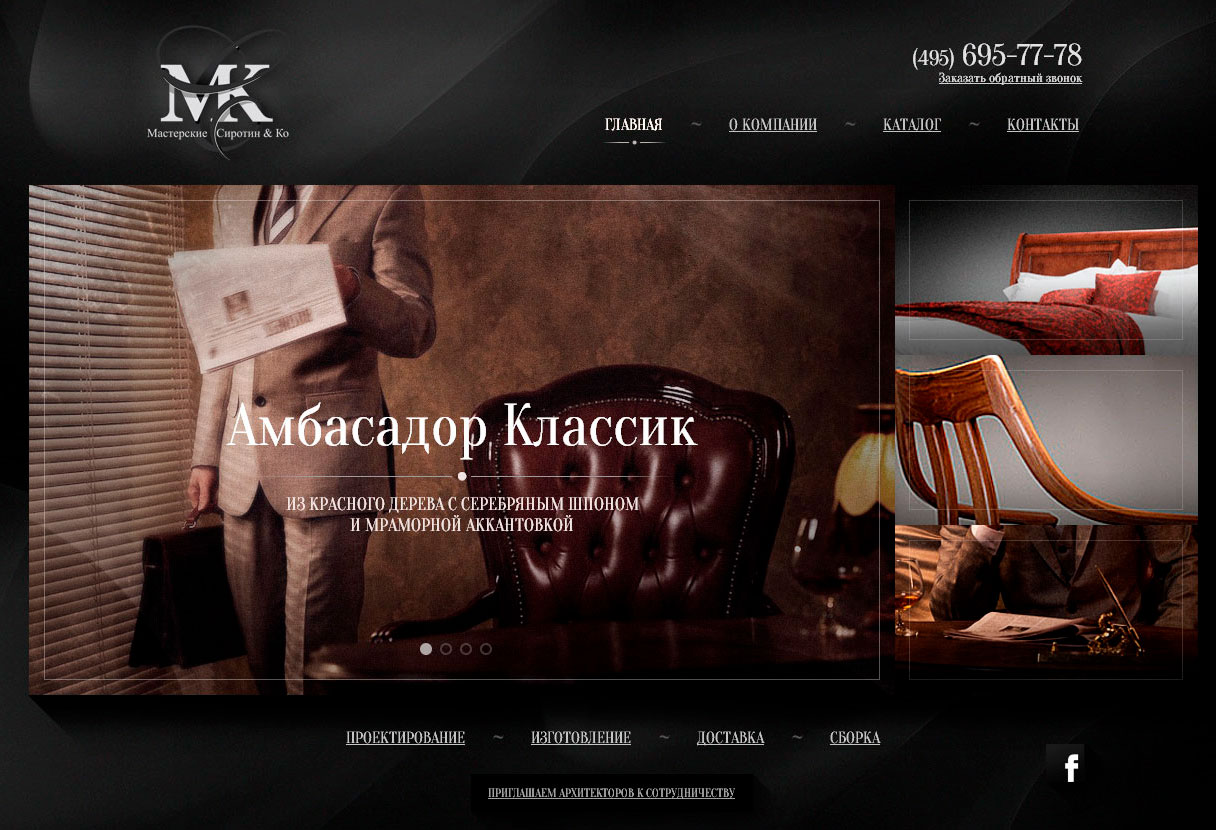 МК
Мастерские Сиротин & Ко
(495) 695-77-78
Заказать обратный звонок
ГЛАВНАЯ ~ О КОМПАНИИ ~ КАТАЛОГ ~ КОНТАКТЫ
Амбасадор Классик
ИЗ КРАСНОГО ДЕРЕВА С СЕРЕБРЯНЫМ ШПОНОМ
И МРАМОРНОЙ АККАНТОВКОЙ
ПРОЕКТИРОВАНИЕ ~ ИЗГОТОВЛЕНИЕ ~ ДОСТАВКА ~ СБОРКА
f
ПРИГЛАШАЕМ АРХИТЕКТОРОВ К СОТРУДНИЧЕСТВУ